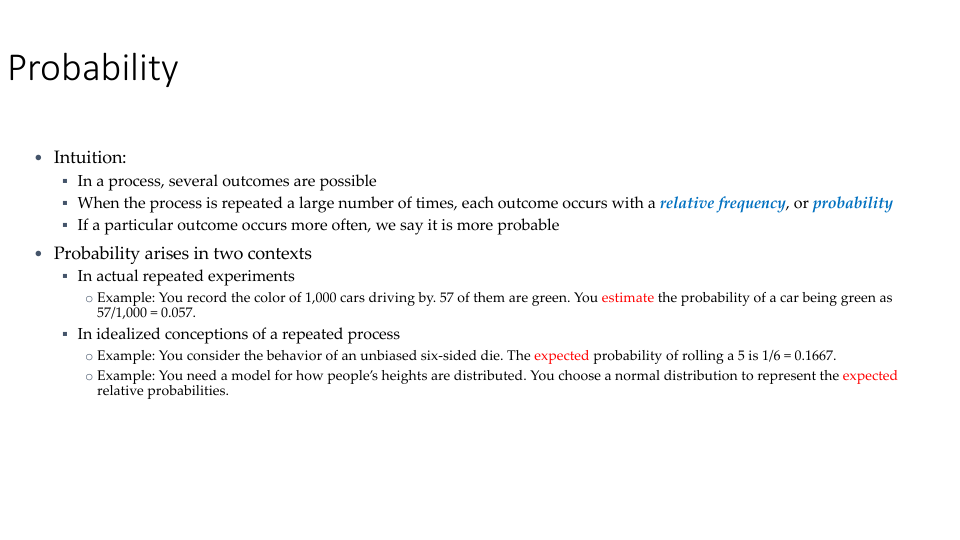 Probability
• Intuition:
▪ In a process, several outcomes are possible
▪ When the process is repeated a large number of times, each outcome occurs with a relative frequency, or probability
▪ If a particular outcome occurs more often, we say it is more probable
• Probability arises in two contexts
▪ In actual repeated experiments
○ Example: You record the color of 1,000 cars driving by. 57 of them are green. You estimate the probability of a car being green as
57/1,000 = 0.057.
▪ In idealized conceptions of a repeated process
○ Example: You consider the behavior of an unbiased six-sided die. The expected probability of rolling a 5 is 1/6 = 0.1667.
○ Example: You need a model for how people’s heights are distributed. You choose a normal distribution to represent the expected
relative probabilities.